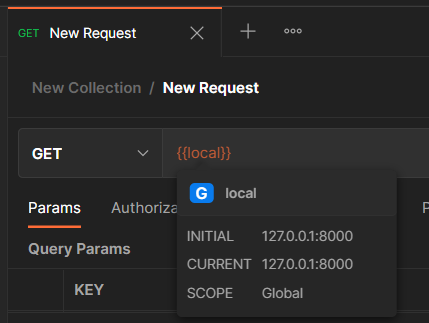 GET New Request
New Collection / New Request
GET {{local}}
G local
Params Authoriza P
INITIAL 127.0.0.1:8000
Query Params
CURRENT 127.0.0.1:8000
KEY
SCOPE Global